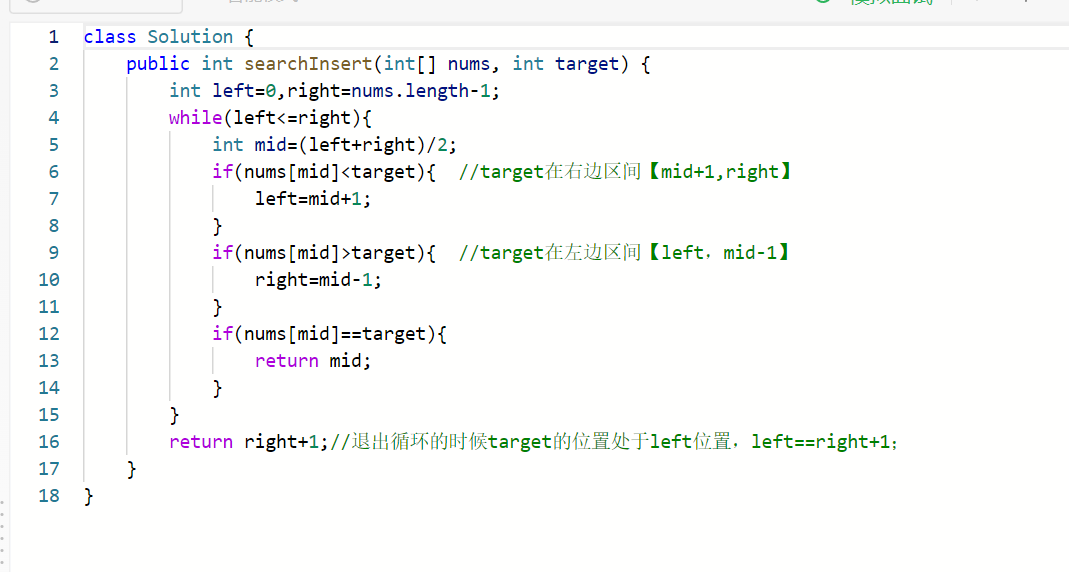 1 class Solution {
2 public int searchInsert(int[] nums, int target) {
3 int left=0,right=nums.length-1;
4 while(left<=right){
5 int mid=(left+right)/2;
6 if(nums[mid]<target){ //target在右边区间【mid+1,right】
7 left=mid+1;
8 }
9 if(nums[mid]>target){ //target在左边区间【left，mid-1】
10 right=mid-1;
11 }
12 if(nums[mid]==target){
13 return mid;
14 }
15 }
16 return right+1;//退出循环的时候target的位置处于left位置，left==right+1；
17 }
18 }